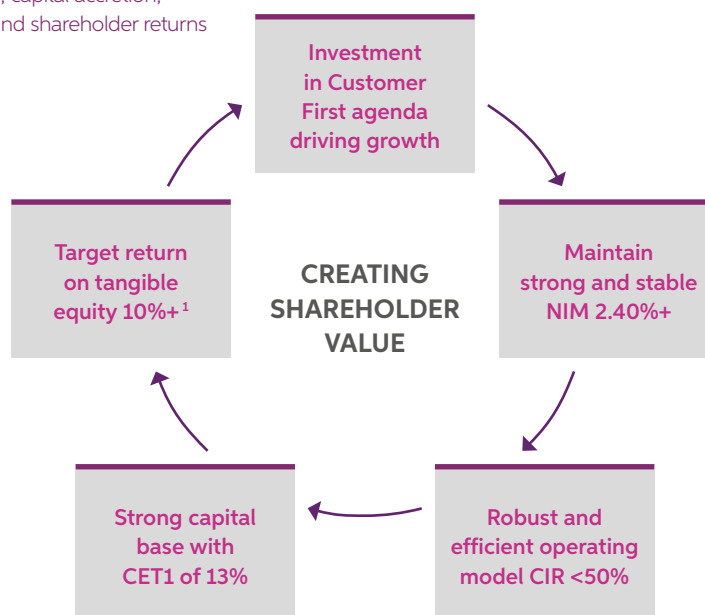 , capital accretion,
nd shareholder returns
Investment
in Customer
First agenda
driving growth
Target return
on tangible
equity 10%+ 1
CREATING
SHAREHOLDER
VALUE
Maintain
strong and stable
NIM 2.40%+
Strong capital
base with
CET1 of 13%
Robust and
efficient operating
model CIR <50%